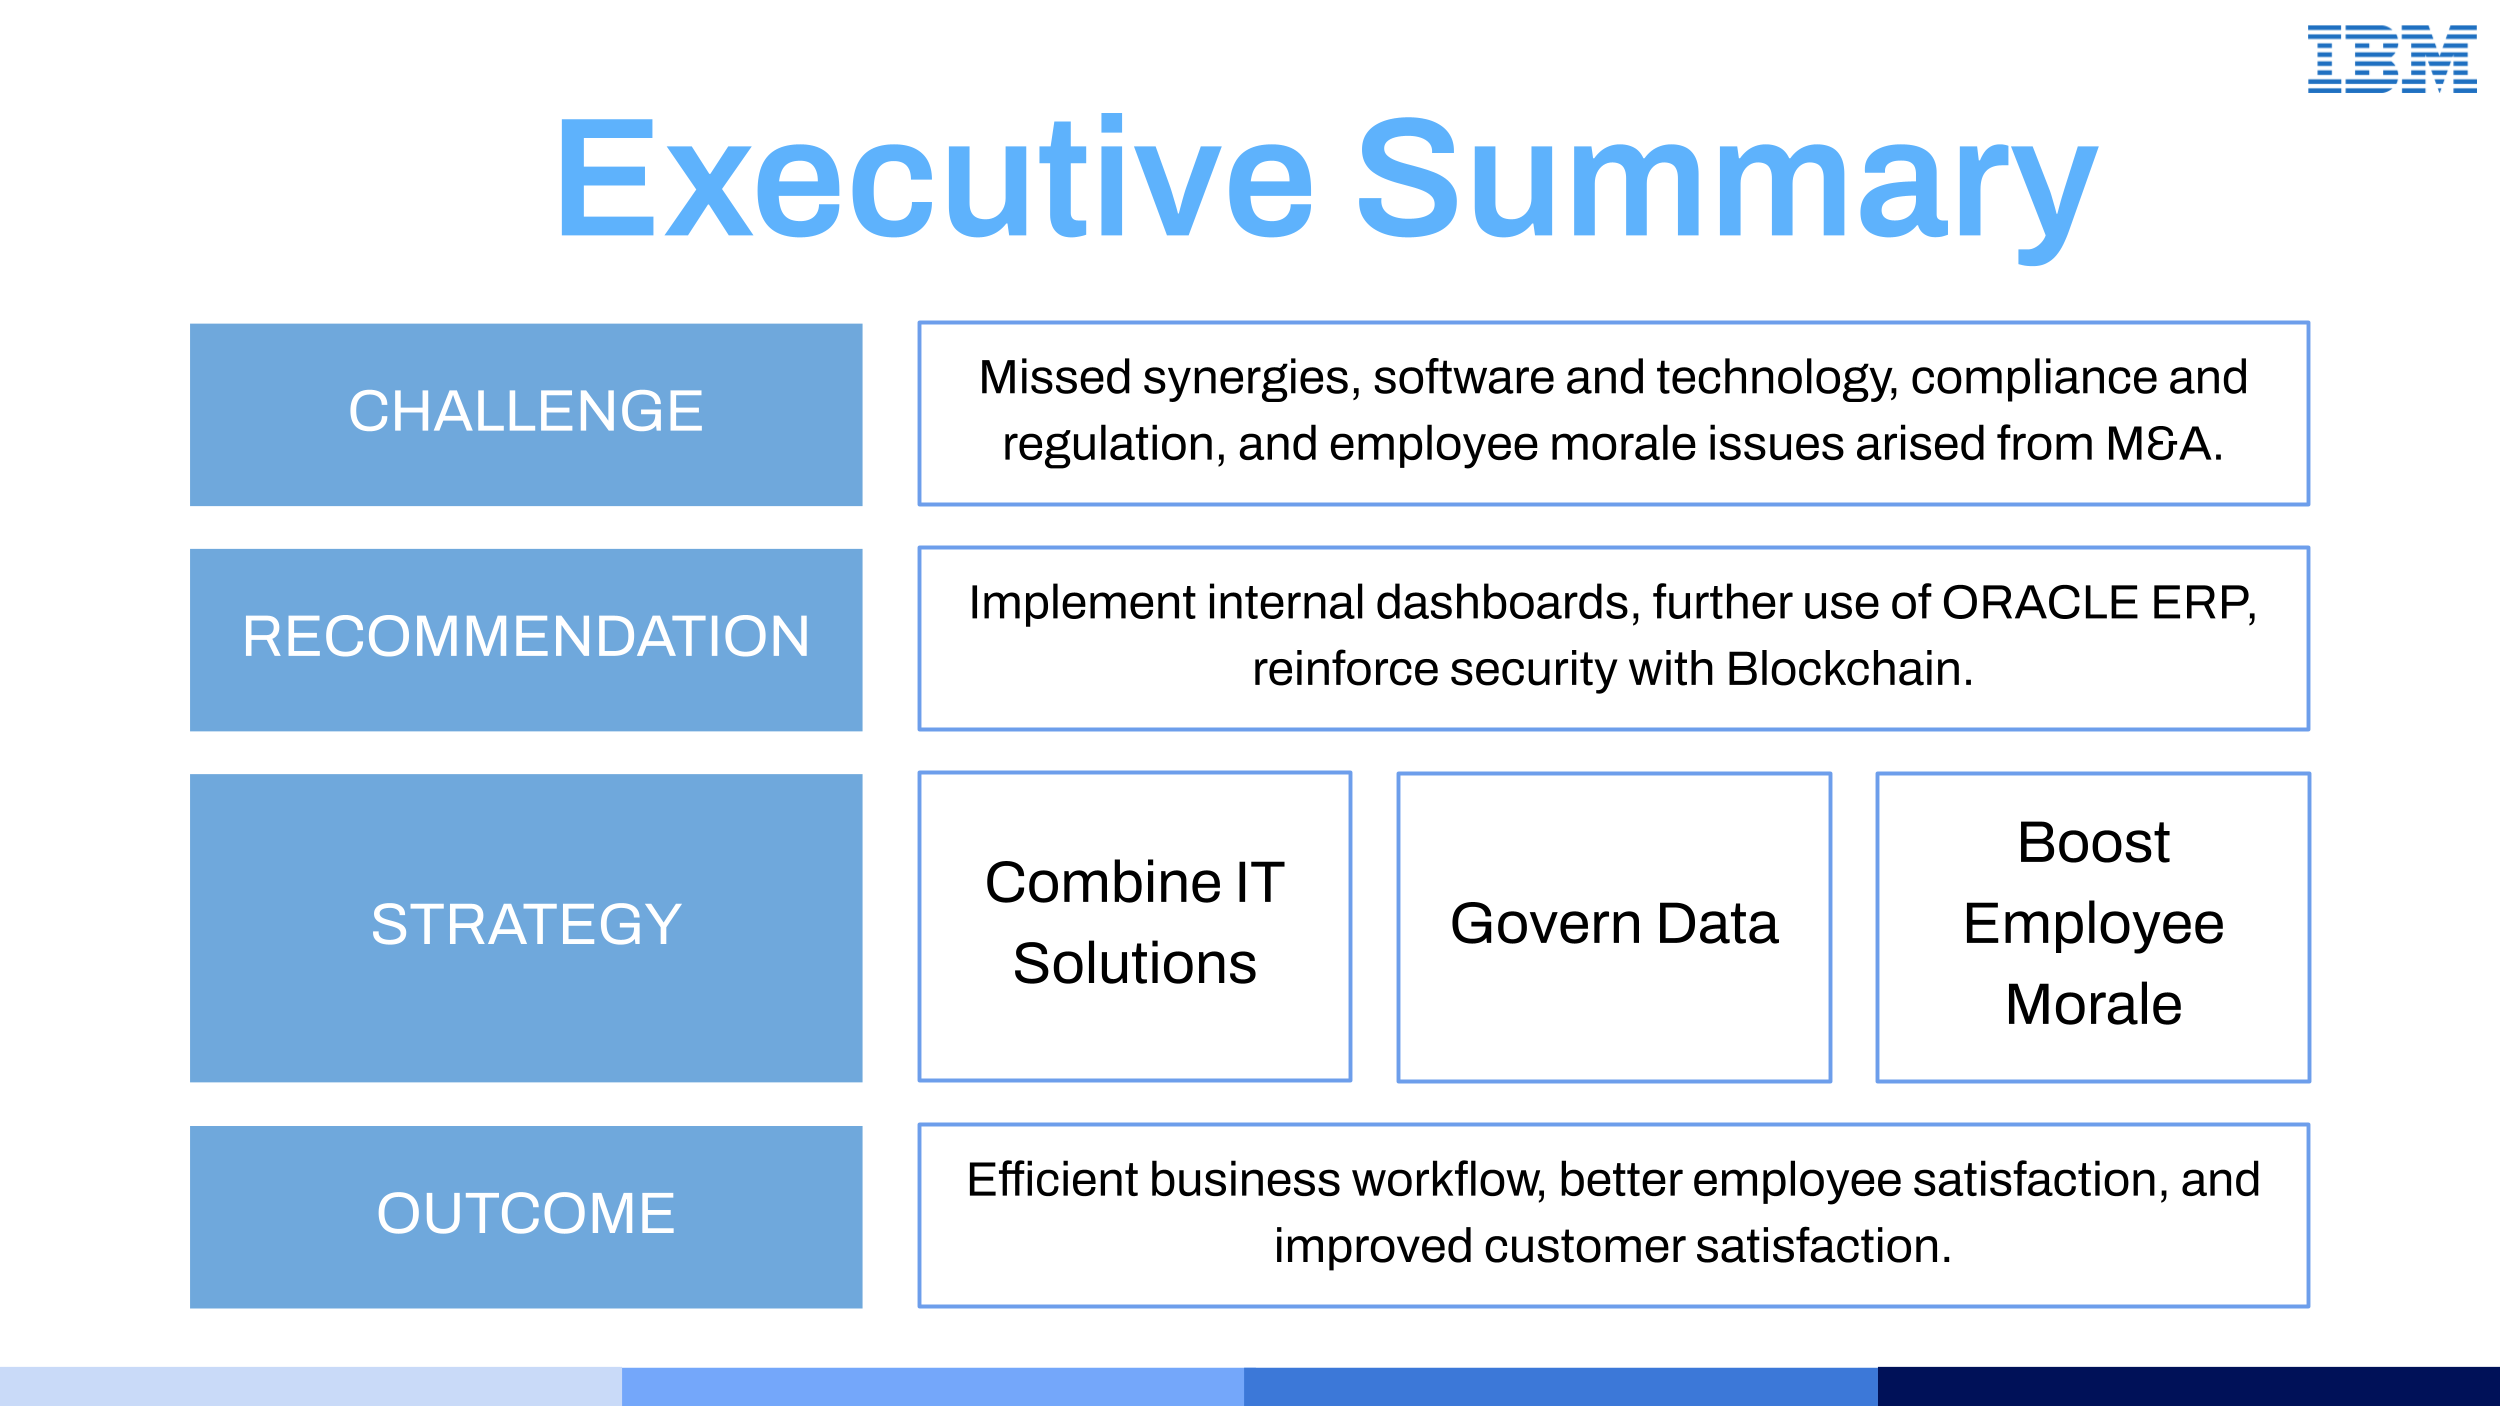 IBM
Executive Summary
CHALLENGE
Missed synergies, software and technology, compliance and
regulation, and employee morale issues arised from M&A.
RECOMMENDATION
Implement internal dashboards, further use of ORACLE ERP,
reinforce security with Blockchain.
STRATEGY
Combine IT
Solutions
Govern Data
Boost
Employee
Morale
OUTCOME
Efficient business workflow, better employee satisfaction, and
improved customer satisfaction.